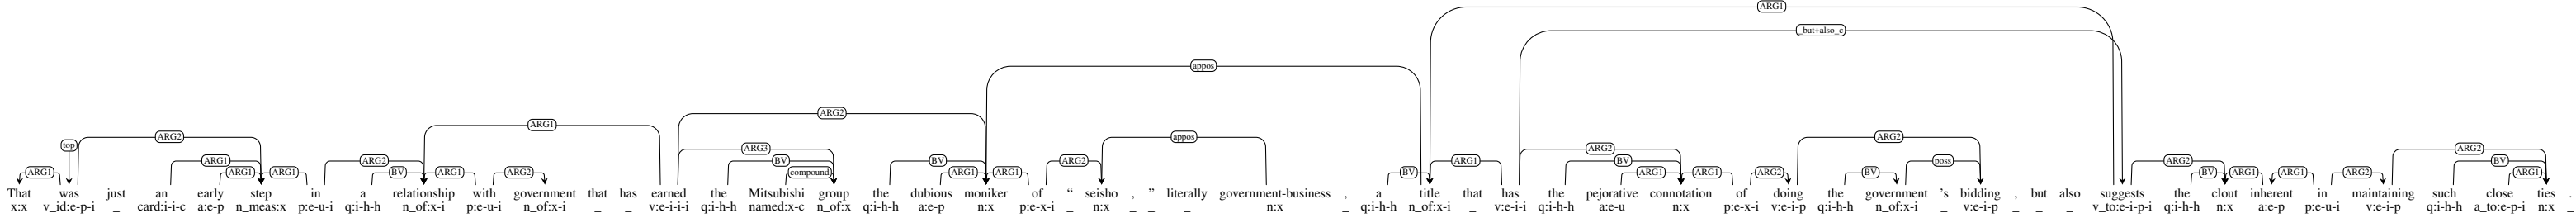 ARG1
_but+also_c
appos
ARG2
ARG1
ARG2 appos ARG2
top
ARG3 ARG2 ARG2
ARG1 ARG2 BV BV ARG2 ARG1 BV poss ARG2 BV
ARG1 ARG1 ARG1 BV ARG1 ARG2 compound ARG1 ARG1 BV ARG1 ARG1 ARG2 BV BV ARG1 ARG1 ARG2 ARG1
That was just an early step in a relationship with government that has earned the Mitsubishi group the dubious moniker of “ seisho , ” literally government-business , a title that has the pejorative connotation of doing the government 's bidding , but also suggests the clout inherent in maintaining such close ties .
x:x v_id:e-p-i _ card:i-i-c a:e-p n_meas:x p:e-u-i q:i-h-h n_of:x-i p:e-u-i n_of:x-i _ _ v:e-i-i-i q:i-h-h named:x-c n_of:x q:i-h-h a:e-p n:x p:e-x-i _ n:x _ _ _ n:x _ q:i-h-h n_of:x-i _ v:e-i-i q:i-h-h a:e-u n:x p:e-x-i v:e-i-p q:i-h-h n_of:x-i _ v:e-i-p _ _ _ v_to:e-i-p-i q:i-h-h n:x a:e-p p:e-u-i v:e-i-p q:i-h-h a_to:e-p-i n:x _